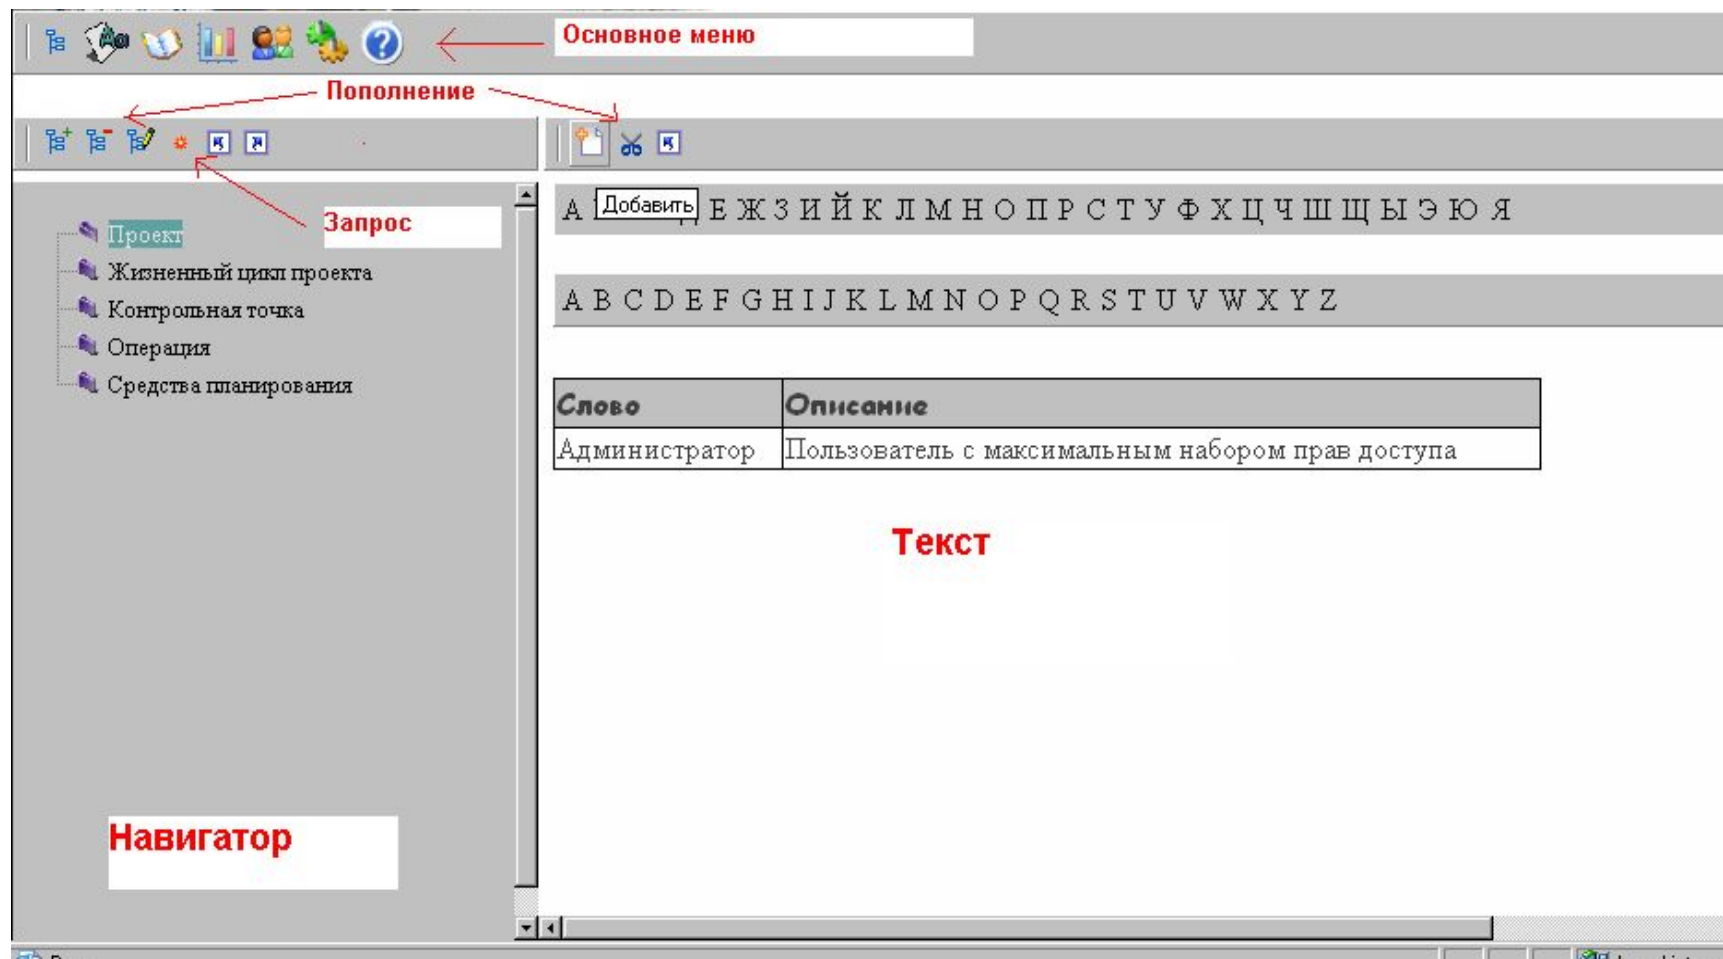 Основное меню
Пополнение
Запрос
А Добавить Е Ж З И Й К Л М Н О П Р С Т У Ф Х Ц Ч Ш Щ Ы Э Ю Я
Проект
Жизненный цикл проекта
Контрольная точка
Операция
Средства планирования
A B C D E F G H I J K L M N O P Q R S T U V W X Y Z
Слово Описание
Администратор Пользователь с максимальным набором прав доступа
Текст
Навигатор